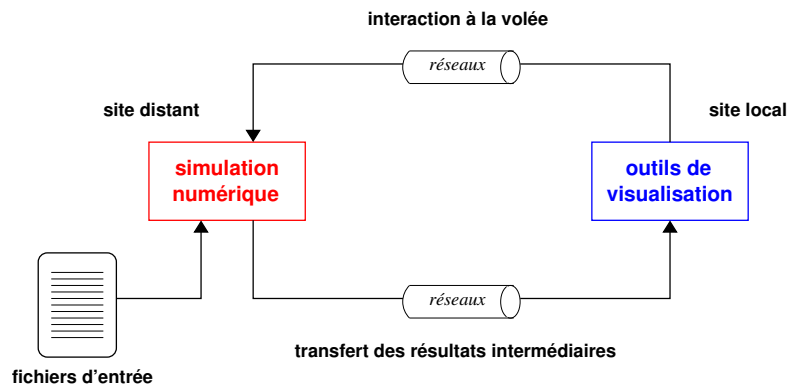 interaction à la volée
réseaux
site distant
site local
simulation
numérique
outils de
visualisation
réseaux
transfert des résultats intermédiaires
fichiers d'entrée